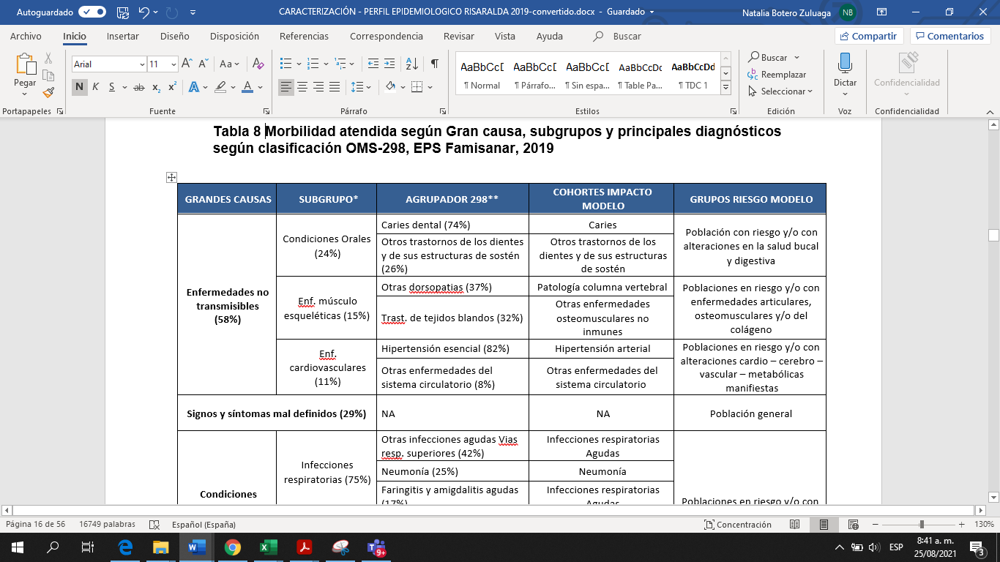 Autoguardado
CARACTERIZACIÓN - PERFIL EPIDEMIOLOGICO RISARALDA 2019-convertido.docx - Guardado
Natalia Botero Zuluaga
NB
Archivo
Inicio
Insertar
Diseño
Disposición
Referencias
Correspondencia
Revisar
Vista
Ayuda
Buscar
Compartir
Comentarios
Pegar
Portapapeles
Arial
11
N K S ab x₂ x²
Fuente
Párrafo
AaBbCcD
¶ Normal
AaBbCcD
¶ Párrafo...
AaBbCcD
¶ Sin espa...
AaBbCcDc
¶ Table Pa...
AaBbCcDd
¶ TDC 1
Estilos
Buscar
Reemplazar
Seleccionar
Edición
Dictar
Voz
Confidencialidad
Confidencialidad
Tabla 8 Morbilidad atendida según Gran causa, subgrupos y principales diagnósticos
según clasificación OMS-298, EPS Famisanar, 2019
GRANDES CAUSAS
SUBGRUPO*
AGRUPADOR 298**
COHORTES IMPACTO
MODELO
GRUPOS RIESGO MODELO
Enfermedades no
transmisibles
(58%)
Condiciones Orales
(24%)
Caries dental (74%)
Caries
Otros trastornos de los dientes
y de sus estructuras de sostén
(26%)
Otros trastornos de los
dientes y de sus estructuras
de sostén
Población con riesgo y/o con
alteraciones en la salud bucal
y digestiva
Enf. músculo
esqueléticas (15%)
Otras dorsopatias (37%)
Patología columna vertebral
Trast. de tejidos blandos (32%)
Otras enfermedades
osteomusculares no
inmunes
Poblaciones en riesgo y/o con
enfermedades articulares,
osteomusculares y/o del
colágeno
Enf.
cardiovasculares
(11%)
Hipertensión esencial (82%)
Hipertensión arterial
Otras enfermedades del
sistema circulatorio (8%)
Otras enfermedades del
sistema circulatorio
Poblaciones en riesgo y/o con
alteraciones cardio – cerebro –
vascular – metabólicas
manifiestas
Signos y síntomas mal definidos (29%)
NA
NA
Población general
Condiciones
Infecciones
respiratorias (75%)
Otras infecciones agudas Vias
resp. superiores (42%)
Infecciones respiratorias
Agudas
Neumonía (25%)
Neumonía
Faringitis y amigdalitis agudas
(17%)
Infecciones respiratorias
Agudas
Poblaciones en riesgo y/o con
Página 16 de 56
16749 palabras
Español (España)
Concentración
130%
9+
ESP
8:41 a. m.
25/08/2021
3